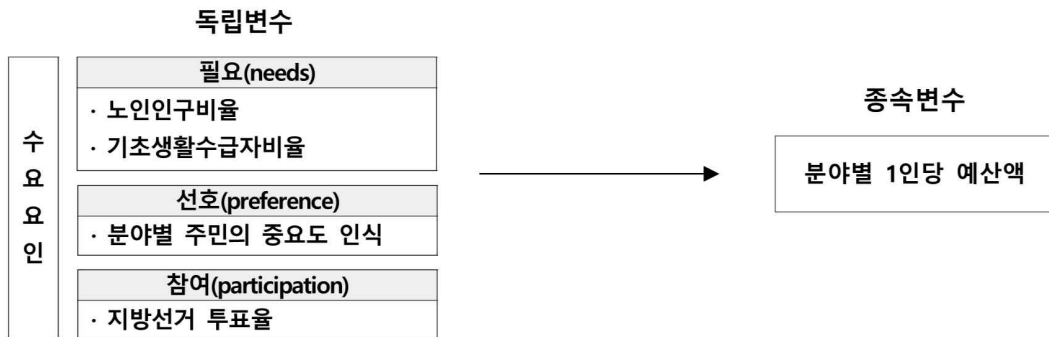 독립변수
수요요인
필요(needs)
· 노인인구비율
· 기초생활수급자비율
선호(preference)
· 분야별 주민의 중요도 인식
참여(participation)
· 지방선거 투표율
종속변수
분야별 1인당 예산액